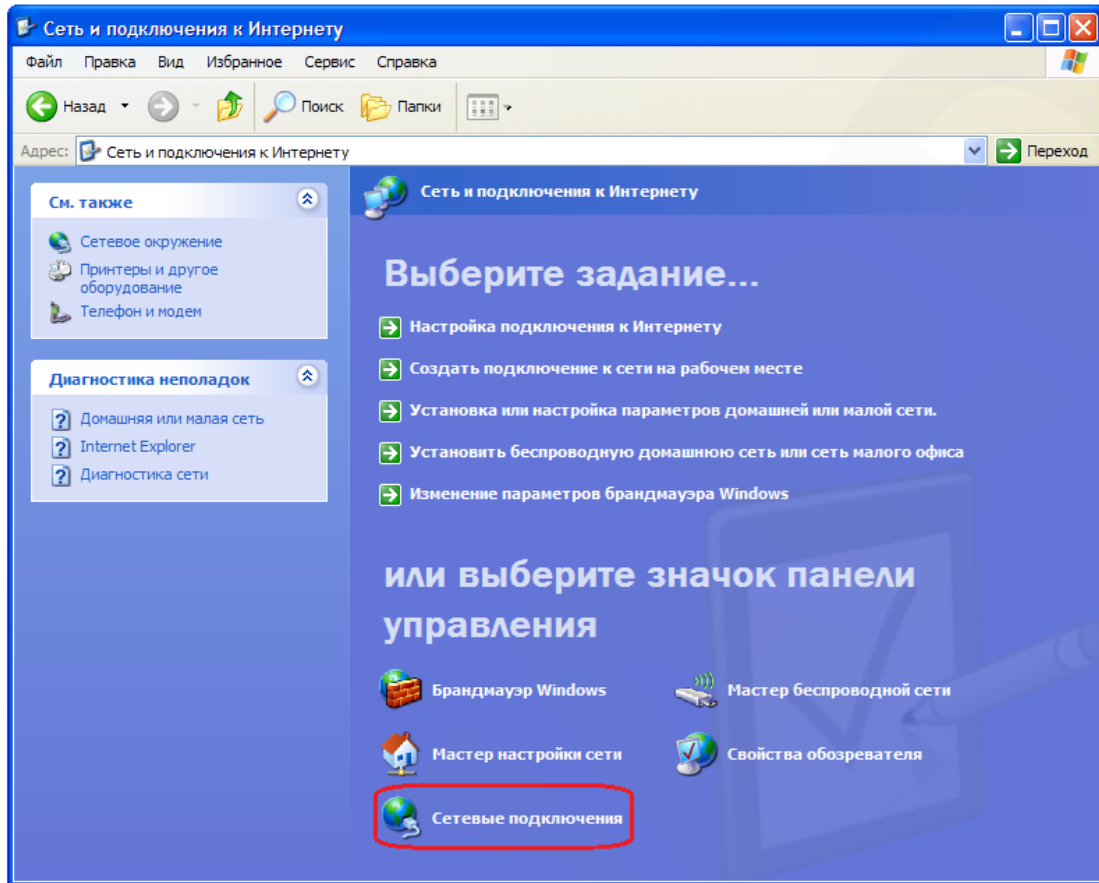 Сеть и подключения к Интернету
Файл Правка Вид Избранное Сервис Справка
Назад Поиск Папки
Адрес: Сеть и подключения к Интернету Переход
См. также
Сетевое окружение
Принтеры и другое
оборудование
Телефон и модем
Диагностика неполадок
Домашняя или малая сеть
Internet Explorer
Диагностика сети
Сеть и подключения к Интернету
Выберите задание...
Настройка подключения к Интернету
Создать подключение к сети на рабочем месте
Установка или настройка параметров домашней или малой сети.
Установить беспроводную домашнюю сеть или сеть малого офиса
Изменение параметров брандмауэра Windows
или выберите значок панели
управления
Брандмауэр Windows Мастер беспроводной сети
Мастер настройки сети Свойства обозревателя
Сетевые подключения